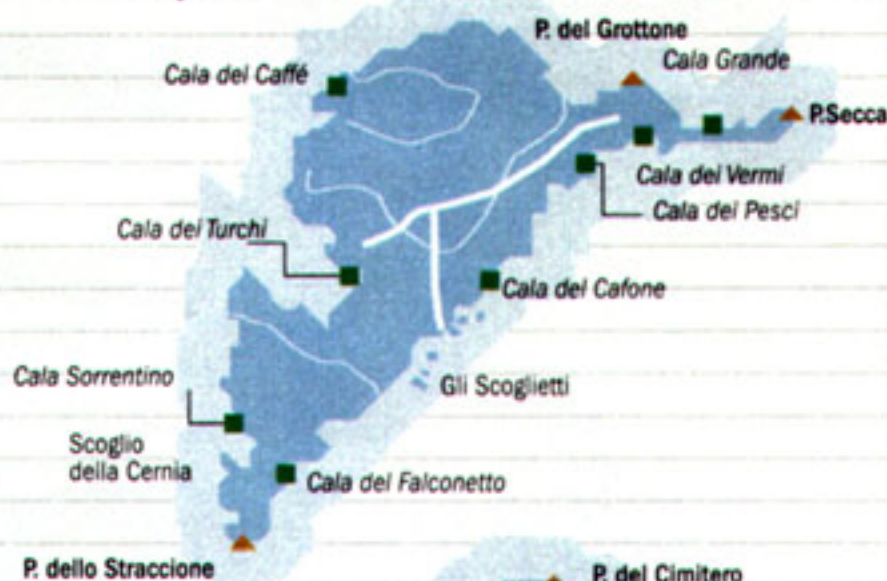 P. del Grottone
Cala Grande
Cala del Caffé
P.Secca
Cala dei Vermi
Cala dei Pesci
Cala dei Turchi
Cala del Cafone
Cala Sorrentino
Gli Scoglietti
Scoglio
della Cernia
Cala del Falconetto
P. dello Straccione
P. del Cimitero